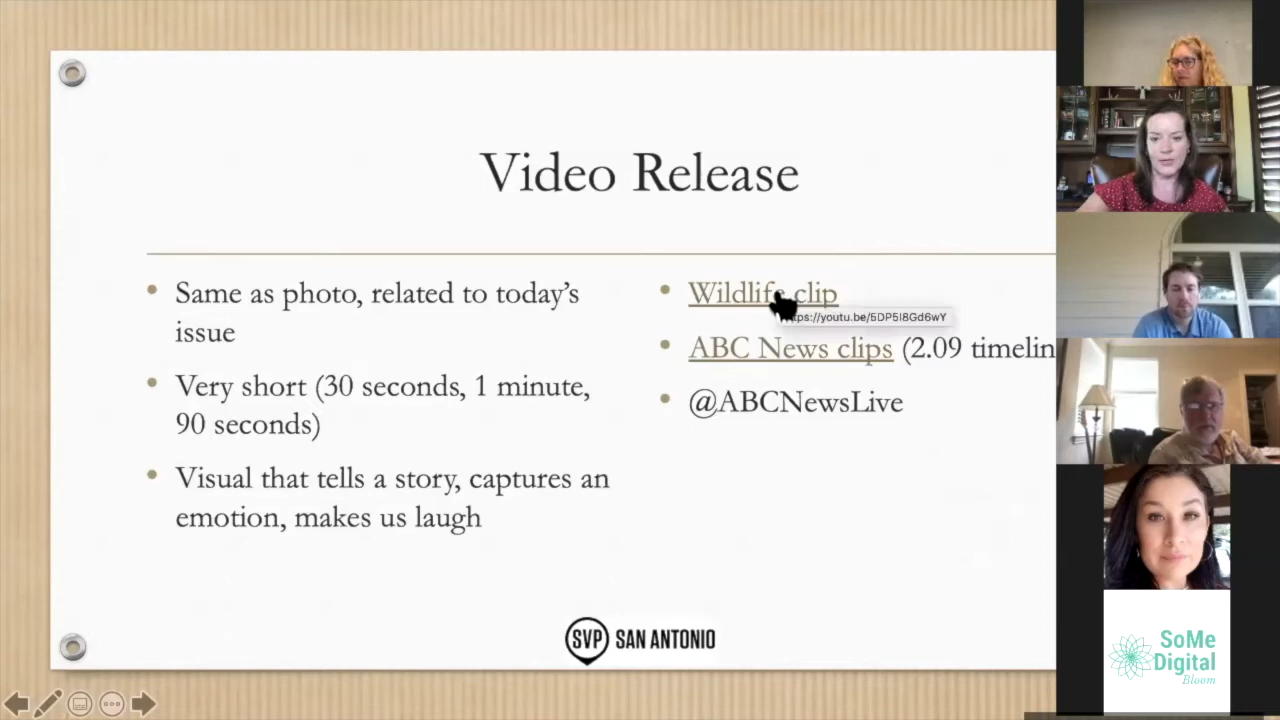 Video Release
Same as photo, related to today's
issue
Very short (30 seconds, 1 minute,
90 seconds)
Visual that tells a story, captures an
emotion, makes us laugh
Wildlife clip
ABC News clips (2.09 timelin
@ABCNewsLive
SVP SAN ANTONIO
SoMe
Digital
Bloom